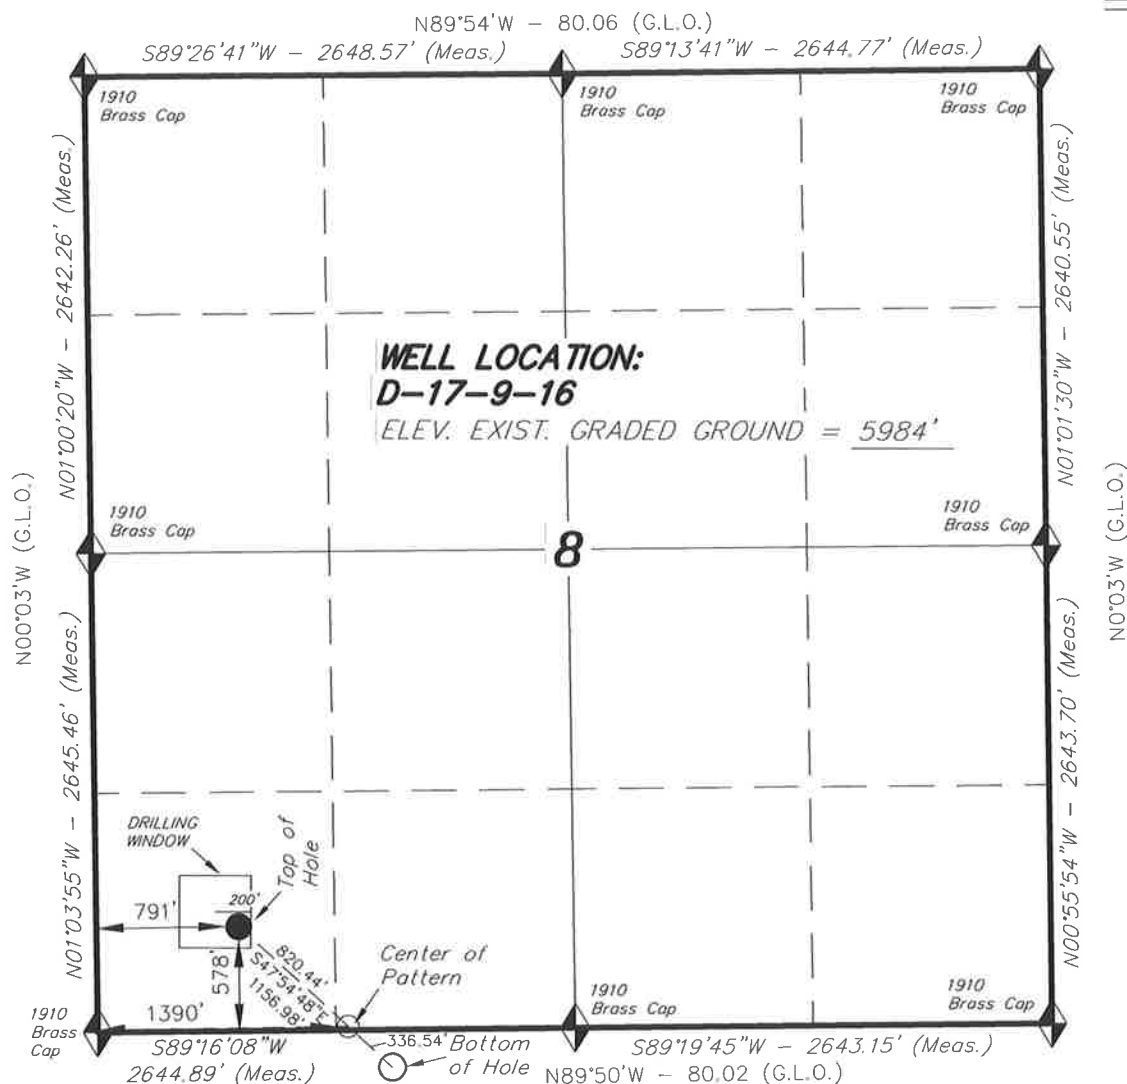 N89°54'W - 80.06 (G.L.O.)
S89°26'41"W - 2648.57' (Meas.)
S89°13'41"W - 2644.77' (Meas.)
1910
Brass Cap
1910
Brass Cap
1910
Brass Cap
N01°00'20"W - 2642.26' (Meas.)
N01°01'30"W - 2640.55' (Meas.)
WELL LOCATION:
D-17-9-16
ELEV. EXIST. GRADED GROUND = 5984'
N00°03'W (G.L.O.)
N0°03'W (G.L.O.)
1910
Brass Cap
1910
Brass Cap
8
N01°03'55"W - 2645.46' (Meas.)
N00°55'54"W - 2643.70' (Meas.)
DRILLING
WINDOW
Top of
Hole
200'
791'
578'
820.44'
S47°54'48"E
1156.98'
Center of
Pattern
1390'
1910
Brass
Cap
1910
Brass Cap
1910
Brass Cap
S89°16'08"W
2644.89' (Meas.)
336.54'
Bottom
of Hole
S89°19'45"W - 2643.15' (Meas.)
N89°50'W - 80.02 (G.L.O.)